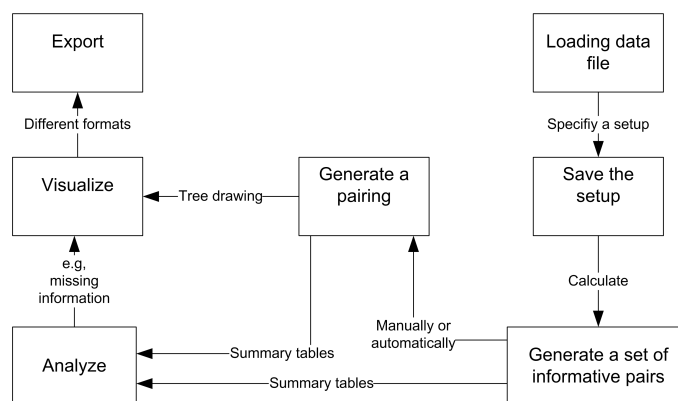 Export
Loading data
file
Different formats
Specifiy a setup
Visualize
Tree drawing
Generate a
pairing
Save the
setup
e.g,
missing
information
Calculate
Manually or
automatically
Analyze
Summary tables
Summary tables
Generate a set of
informative pairs